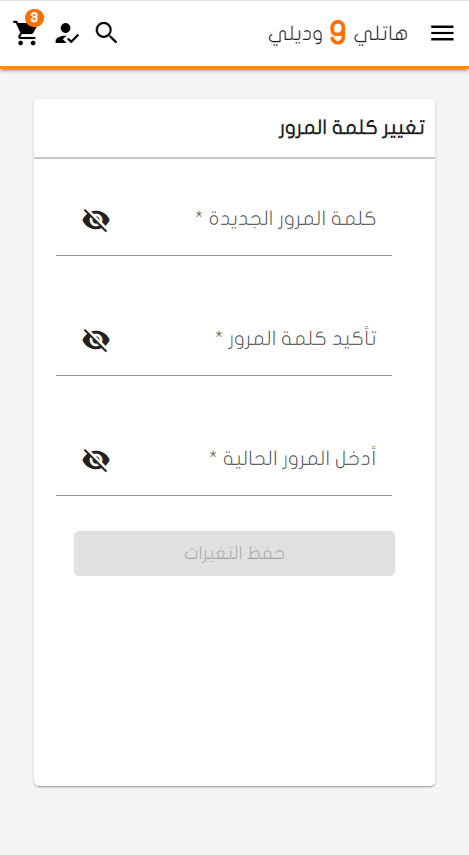 هاتلي 9 وديلي
3
تغيير كلمة المرور
كلمة المرور الجديدة *
تأكيد كلمة المرور *
أدخل المرور الحالية *
حفظ التغيرات